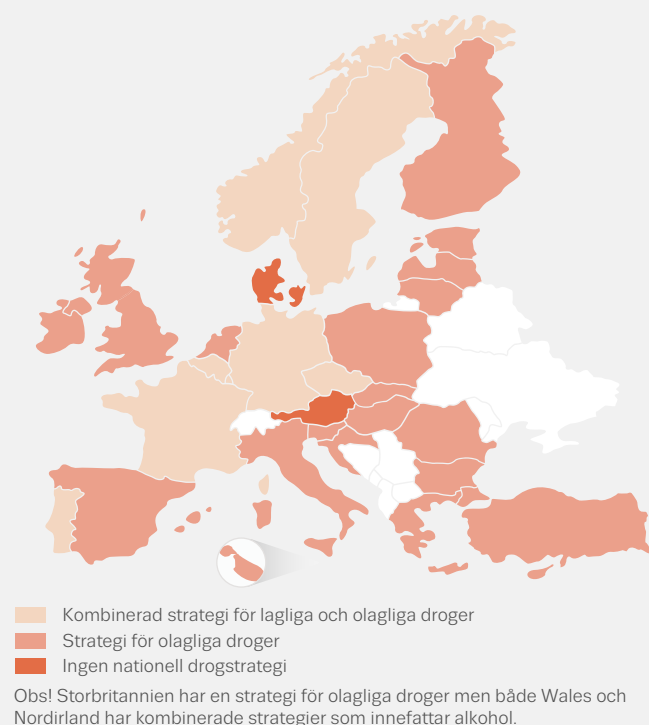 Kombinerad strategi för lagliga och olagliga droger
Strategi för olagliga droger
Ingen nationell drogstrategi
Obs! Storbritannien har en strategi för olagliga droger men både Wales och
Nordirland har kombinerade strategier som innefattar alkohol.